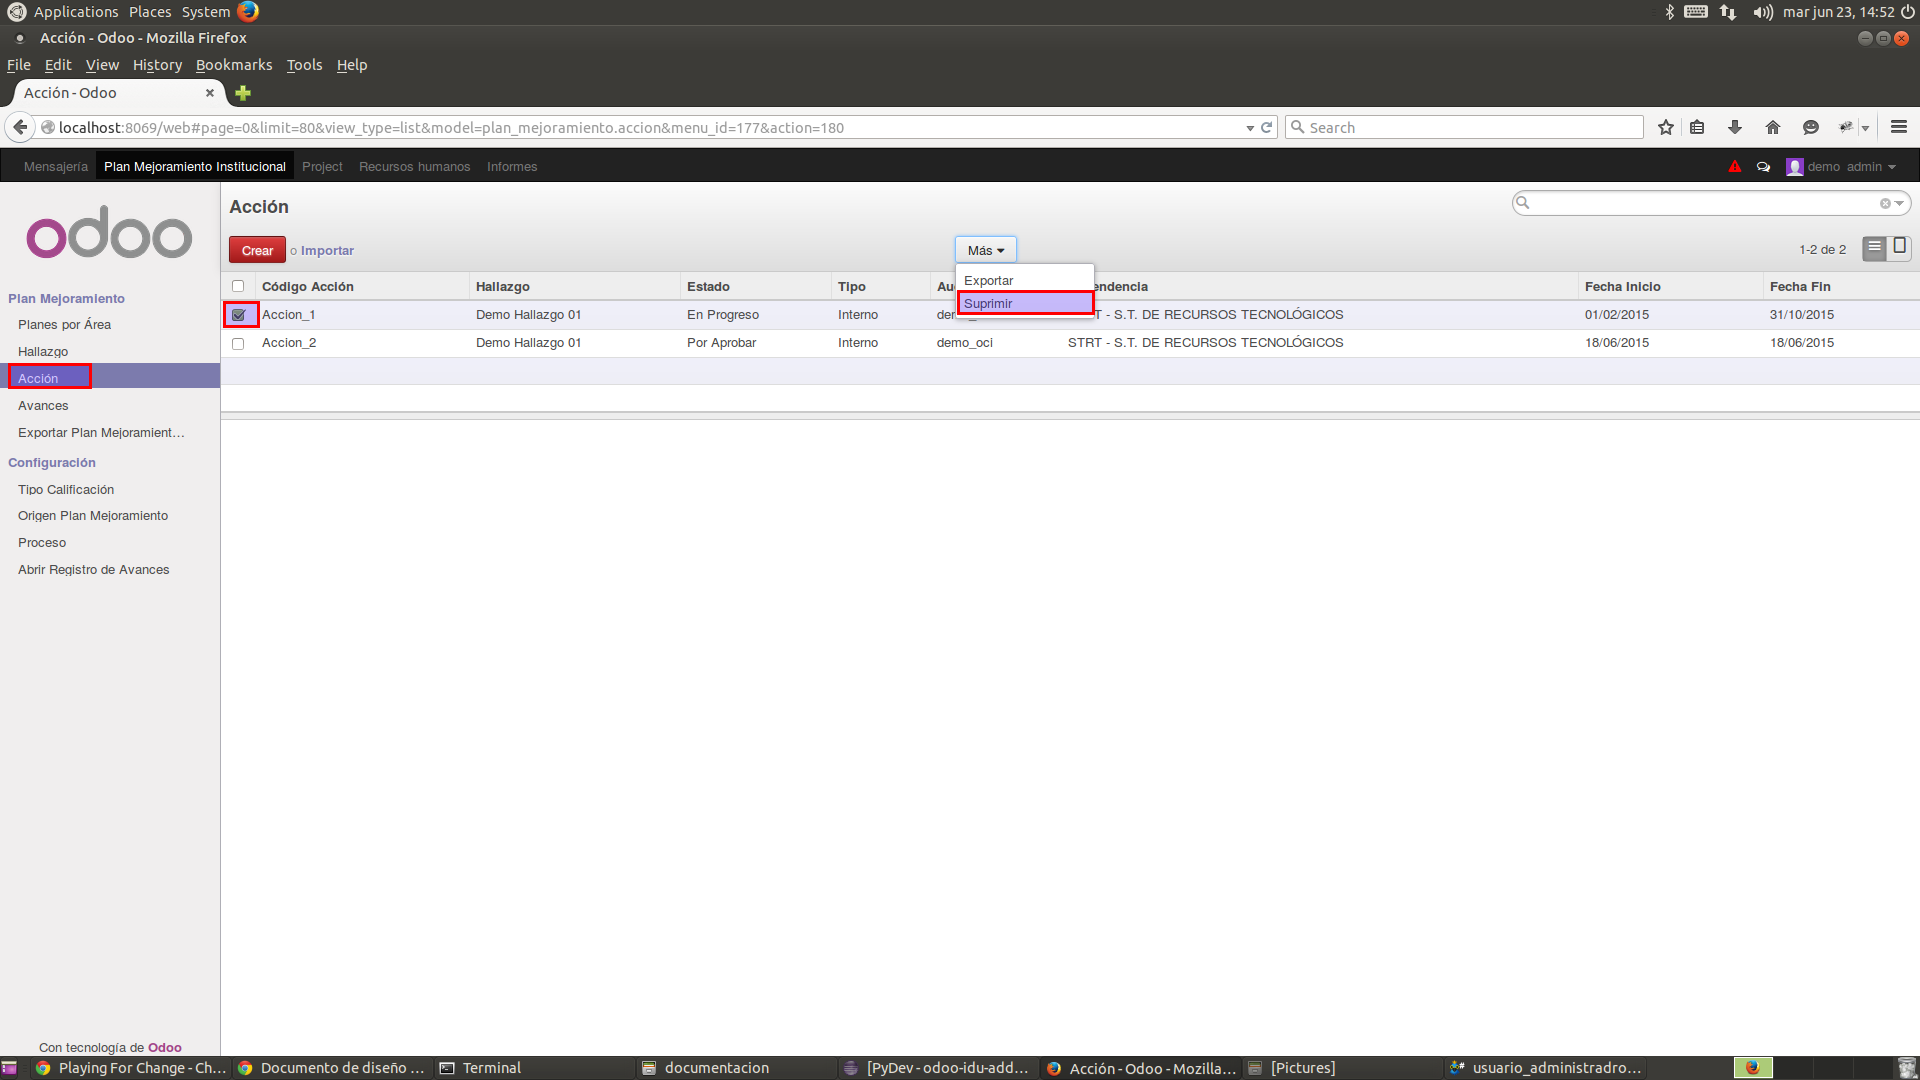 Applications Places System
mar jun 23, 14:52
Acción - Odoo - Mozilla Firefox
File Edit View History Bookmarks Tools Help
Acción - Odoo
localhost:8069/web#page=0&limit=80&view_type=list&model=plan_mejoramiento.accion&menu_id=177&action=180
Search
Mensajería Plan Mejoramiento Institucional Project Recursos humanos Informes
demo admin
odoo
Acción
Crear o Importar
Más
1-2 de 2
Exportar
Suprimir
Código Acción Hallazgo Estado Tipo Fecha Inicio Fecha Fin
Accion_1 Demo Hallazgo 01 En Progreso Interno S.T. DE RECURSOS TECNOLÓGICOS 01/02/2015 31/10/2015
Accion_2 Demo Hallazgo 01 Por Aprobar Interno demo_oci STRT - S.T. DE RECURSOS TECNOLÓGICOS 18/06/2015 18/06/2015
Plan Mejoramiento
Planes por Área
Hallazgo
Acción
Avances
Exportar Plan Mejoramient...
Configuración
Tipo Calificación
Origen Plan Mejoramiento
Proceso
Abrir Registro de Avances
Con tecnología de Odoo
Playing For Change - Ch...
Documento de diseño ...
Terminal
documentacion
[PyDev - odoo-idu-add...
Acción - Odoo - Mozilla...
[Pictures]
usuario_administradro...